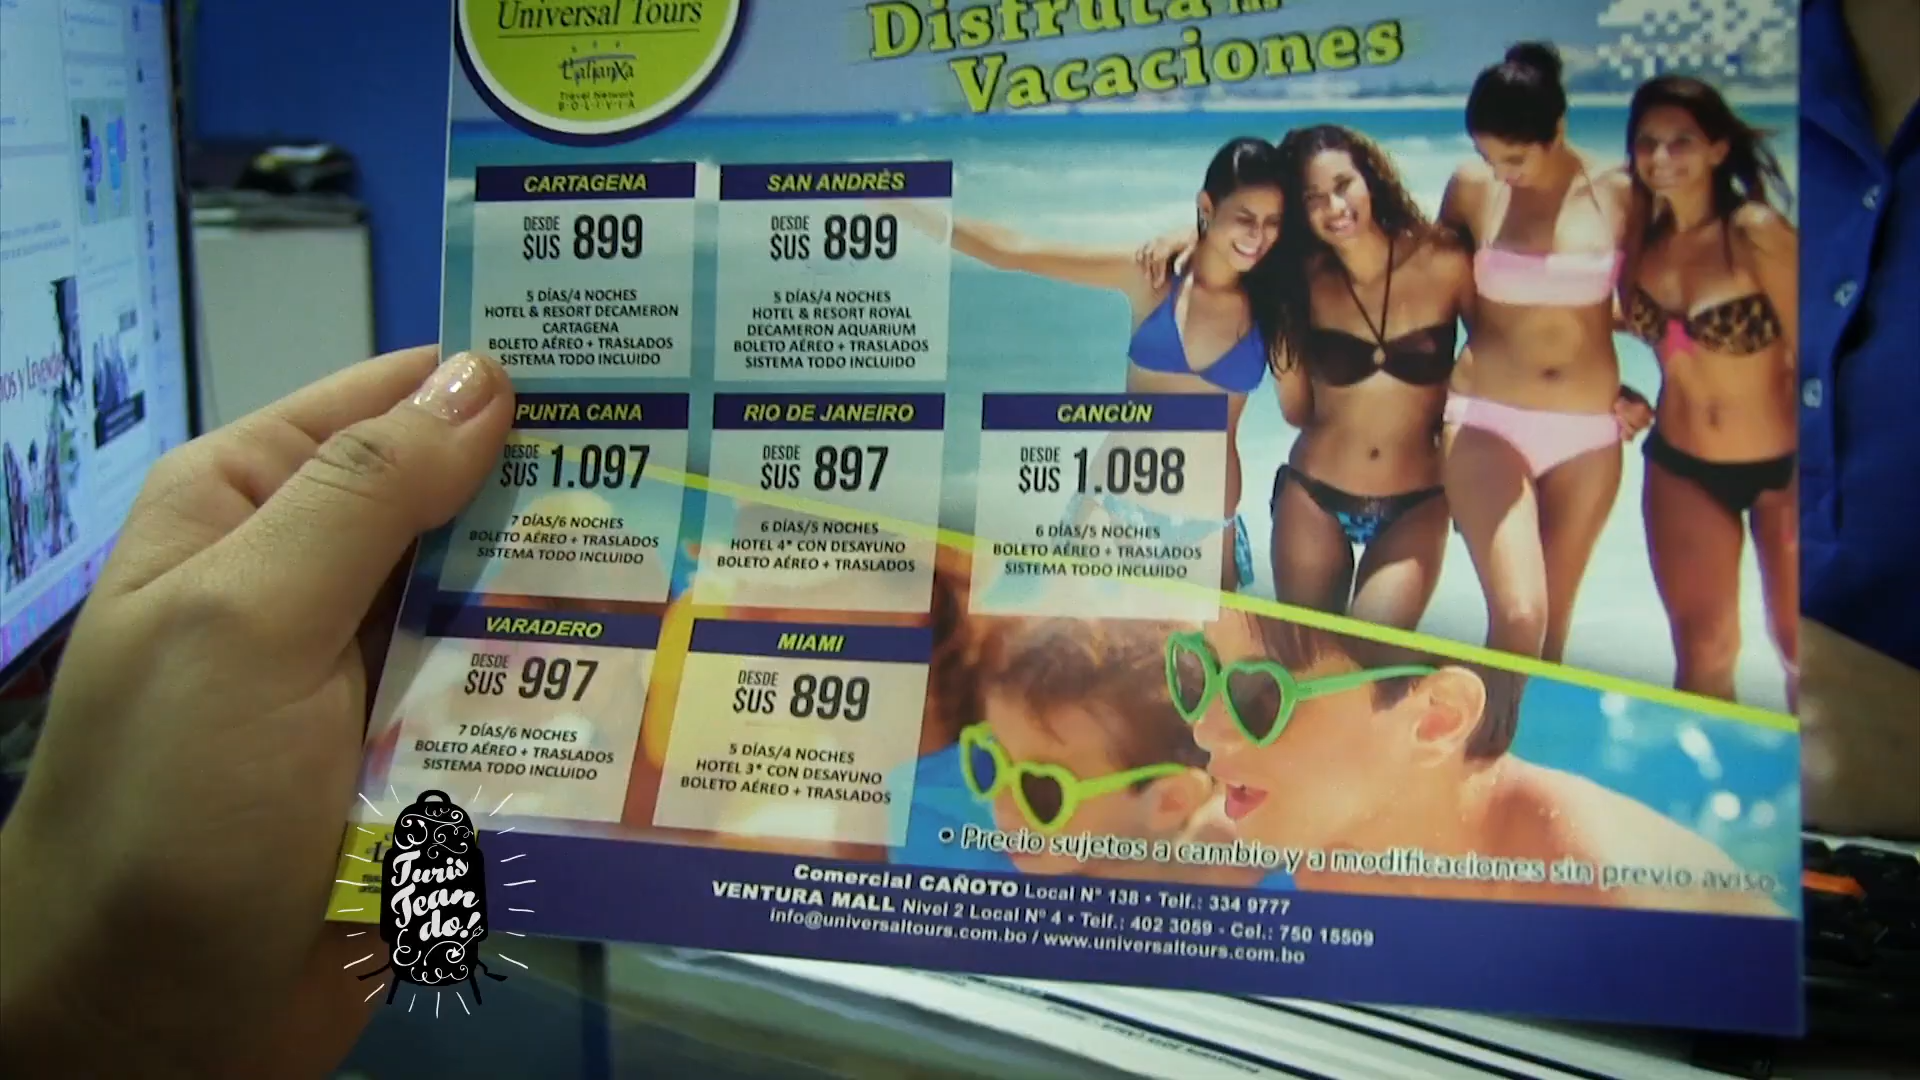 Universal Tours
L'alianXa
Travel Network
BOLIVIA
Disfruta
Vacaciones
CARTAGENA
DESDE
$US 899
5 DÍAS/4 NOCHES
HOTEL & RESORT DECAMERON
CARTAGENA
BOLETO AÉREO + TRASLADOS
SISTEMA TODO INCLUIDO
SAN ANDRÈS
DESDE
$US 899
5 DÍAS/4 NOCHES
HOTEL & RESORT ROYAL
DECAMERON AQUARIUM
BOLETO AÉREO + TRASLADOS
SISTEMA TODO INCLUIDO
PUNTA CANA
DESDE
$US 1.097
7 DÍAS/6 NOCHES
BOLETO AÉREO + TRASLADOS
SISTEMA TODO INCLUIDO
RIO DE JANEIRO
DESDE
$US 897
6 DÍAS/5 NOCHES
HOTEL 4* CON DESAYUNO
BOLETO AÉREO + TRASLADOS
CANCÚN
DESDE
$US 1.098
6 DÍAS/5 NOCHES
BOLETO AÉREO + TRASLADOS
SISTEMA TODO INCLUIDO
VARADERO
DESDE
$US 997
7 DÍAS/6 NOCHES
BOLETO AÉREO + TRASLADOS
SISTEMA TODO INCLUIDO
MIAMI
DESDE
$US 899
5 DÍAS/4 NOCHES
HOTEL 3* CON DESAYUNO
BOLETO AÉREO + TRASLADOS
• Precio sujetos a cambio y a modificaciones sin previo aviso.
Comercial CAÑOTO Local Nº 138 • Telf.: 334 9777
VENTURA MALL Nivel 2 Local Nº 4 • Telf.: 402 3059 - Cel.: 750 15509
info@universaltours.com.bo / www.universaltours.com.bo
Turis
Tean
do!